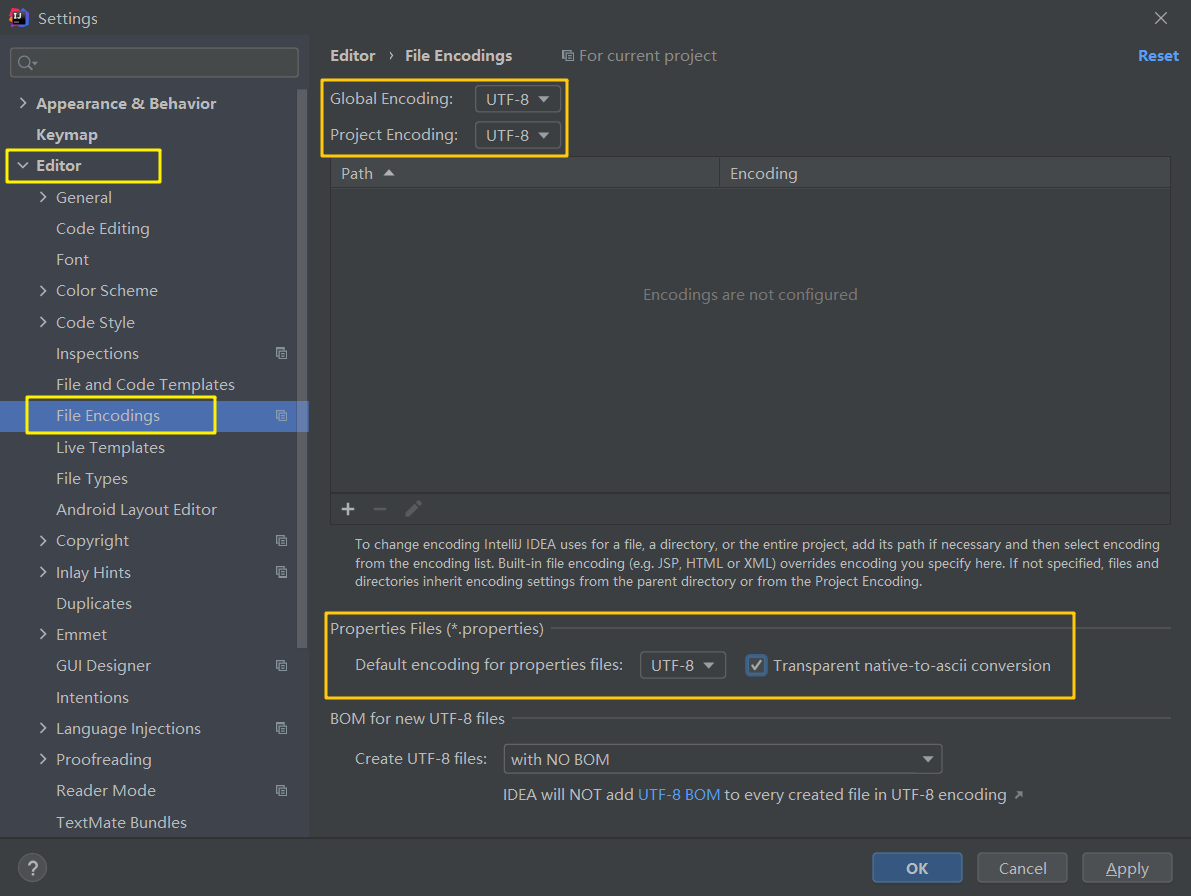 Settings
Editor › File Encodings For current project Reset
Appearance & Behavior
Keymap
Editor
General
Code Editing
Font
Color Scheme
Code Style
Inspections
File and Code Templates
File Encodings
Live Templates
File Types
Android Layout Editor
Copyright
Inlay Hints
Duplicates
Emmet
GUI Designer
Intentions
Language Injections
Proofreading
Reader Mode
TextMate Bundles
Global Encoding: UTF-8
Project Encoding: UTF-8
Path Encoding
Encodings are not configured
To change encoding IntelliJ IDEA uses for a file, a directory, or the entire project, add its path if necessary and then select encoding
from the encoding list. Built-in file encoding (e.g. JSP, HTML or XML) overrides encoding you specify here. If not specified, files and
directories inherit encoding settings from the parent directory or from the Project Encoding.
Properties Files (*.properties)
Default encoding for properties files: UTF-8 Transparent native-to-ascii conversion
BOM for new UTF-8 files
Create UTF-8 files: with NO BOM
IDEA will NOT add UTF-8 BOM to every created file in UTF-8 encoding ↗
? OK Cancel Apply